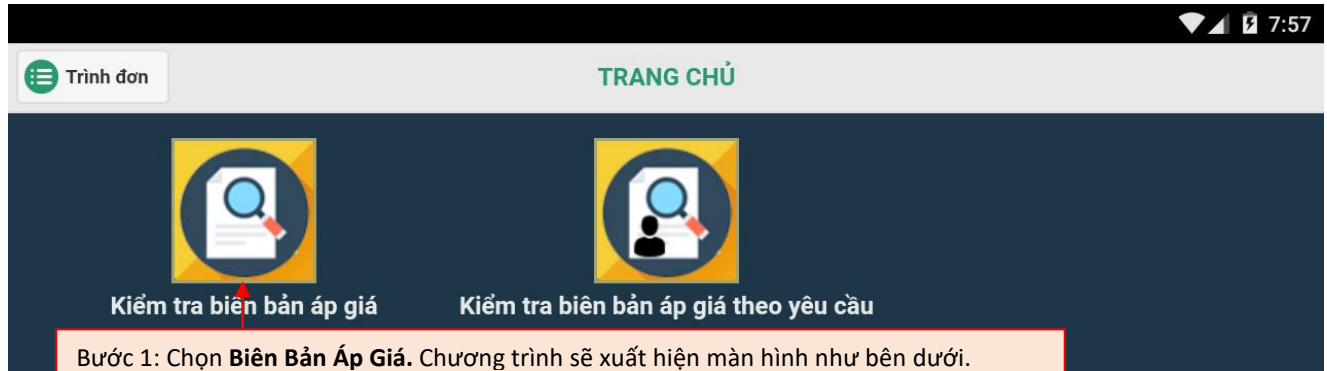 7:57
Trình đơn
TRANG CHỦ
Kiểm tra biên bản áp giá
Kiểm tra biên bản áp giá theo yêu cầu
Bước 1: Chọn Biên Bản Áp Giá. Chương trình sẽ xuất hiện màn hình như bên dưới.